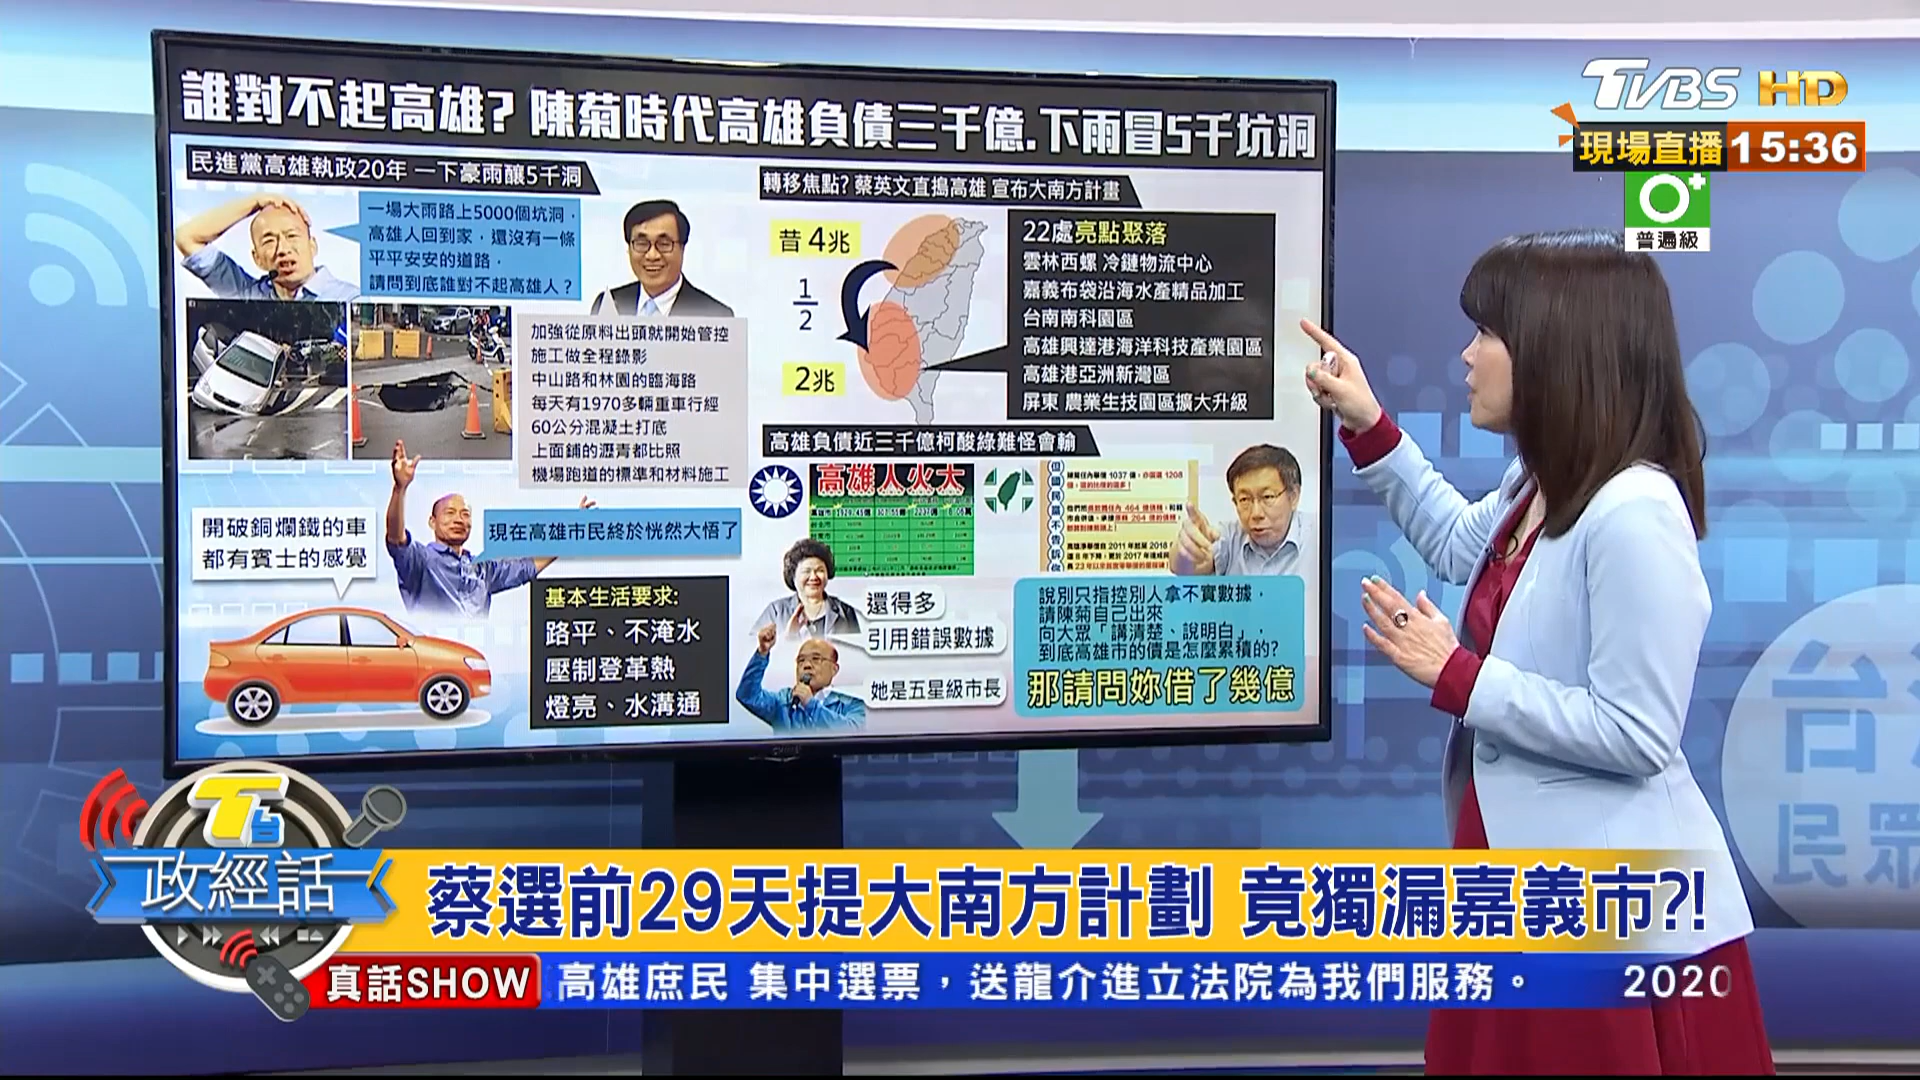 誰對不起高雄? 陳菊時代高雄負債三千億.下雨冒5千坑洞
TVBS HD
現場直播 15:36
普遍級
民進黨高雄執政20年 一下豪雨釀5千洞
一場大雨路上5000個坑洞，
高雄人回到家，還沒有一條
平平安安的道路，
請問到底誰對不起高雄人？
加強從原料出頭就開始管控
施工做全程錄影
中山路和林園的臨海路
每天有1970多輛重車行經
60公分混凝土打底
上面鋪的瀝青都比照
機場跑道的標準和材料施工
開破銅爛鐵的車
都有賓士的感覺
現在高雄市民終於恍然大悟了
基本生活要求:
路平、不淹水
壓制登革熱
燈亮、水溝通
轉移焦點? 蔡英文直搗高雄 宣布大南方計畫
昔4兆
1
2
2兆
22處亮點聚落
雲林西螺 冷鏈物流中心
嘉義布袋沿海水產精品加工
台南南科園區
高雄興達港海洋科技產業園區
高雄港亞洲新灣區
屏東 農業生技園區擴大升級
高雄負債近三千億柯酸綠難怪會輸
高雄人火大
還得多
引用錯誤數據
她是五星級市長
說別只指控別人拿不實數據，
請陳菊自己出來
向大眾「講清楚、說明白」，
到底高雄市的債是怎麼累積的?
那請問妳借了幾億
T台
政經話
蔡選前29天提大南方計劃 竟獨漏嘉義市?!
真話SHOW
高雄庶民 集中選票，送龍介進立法院為我們服務。 2020